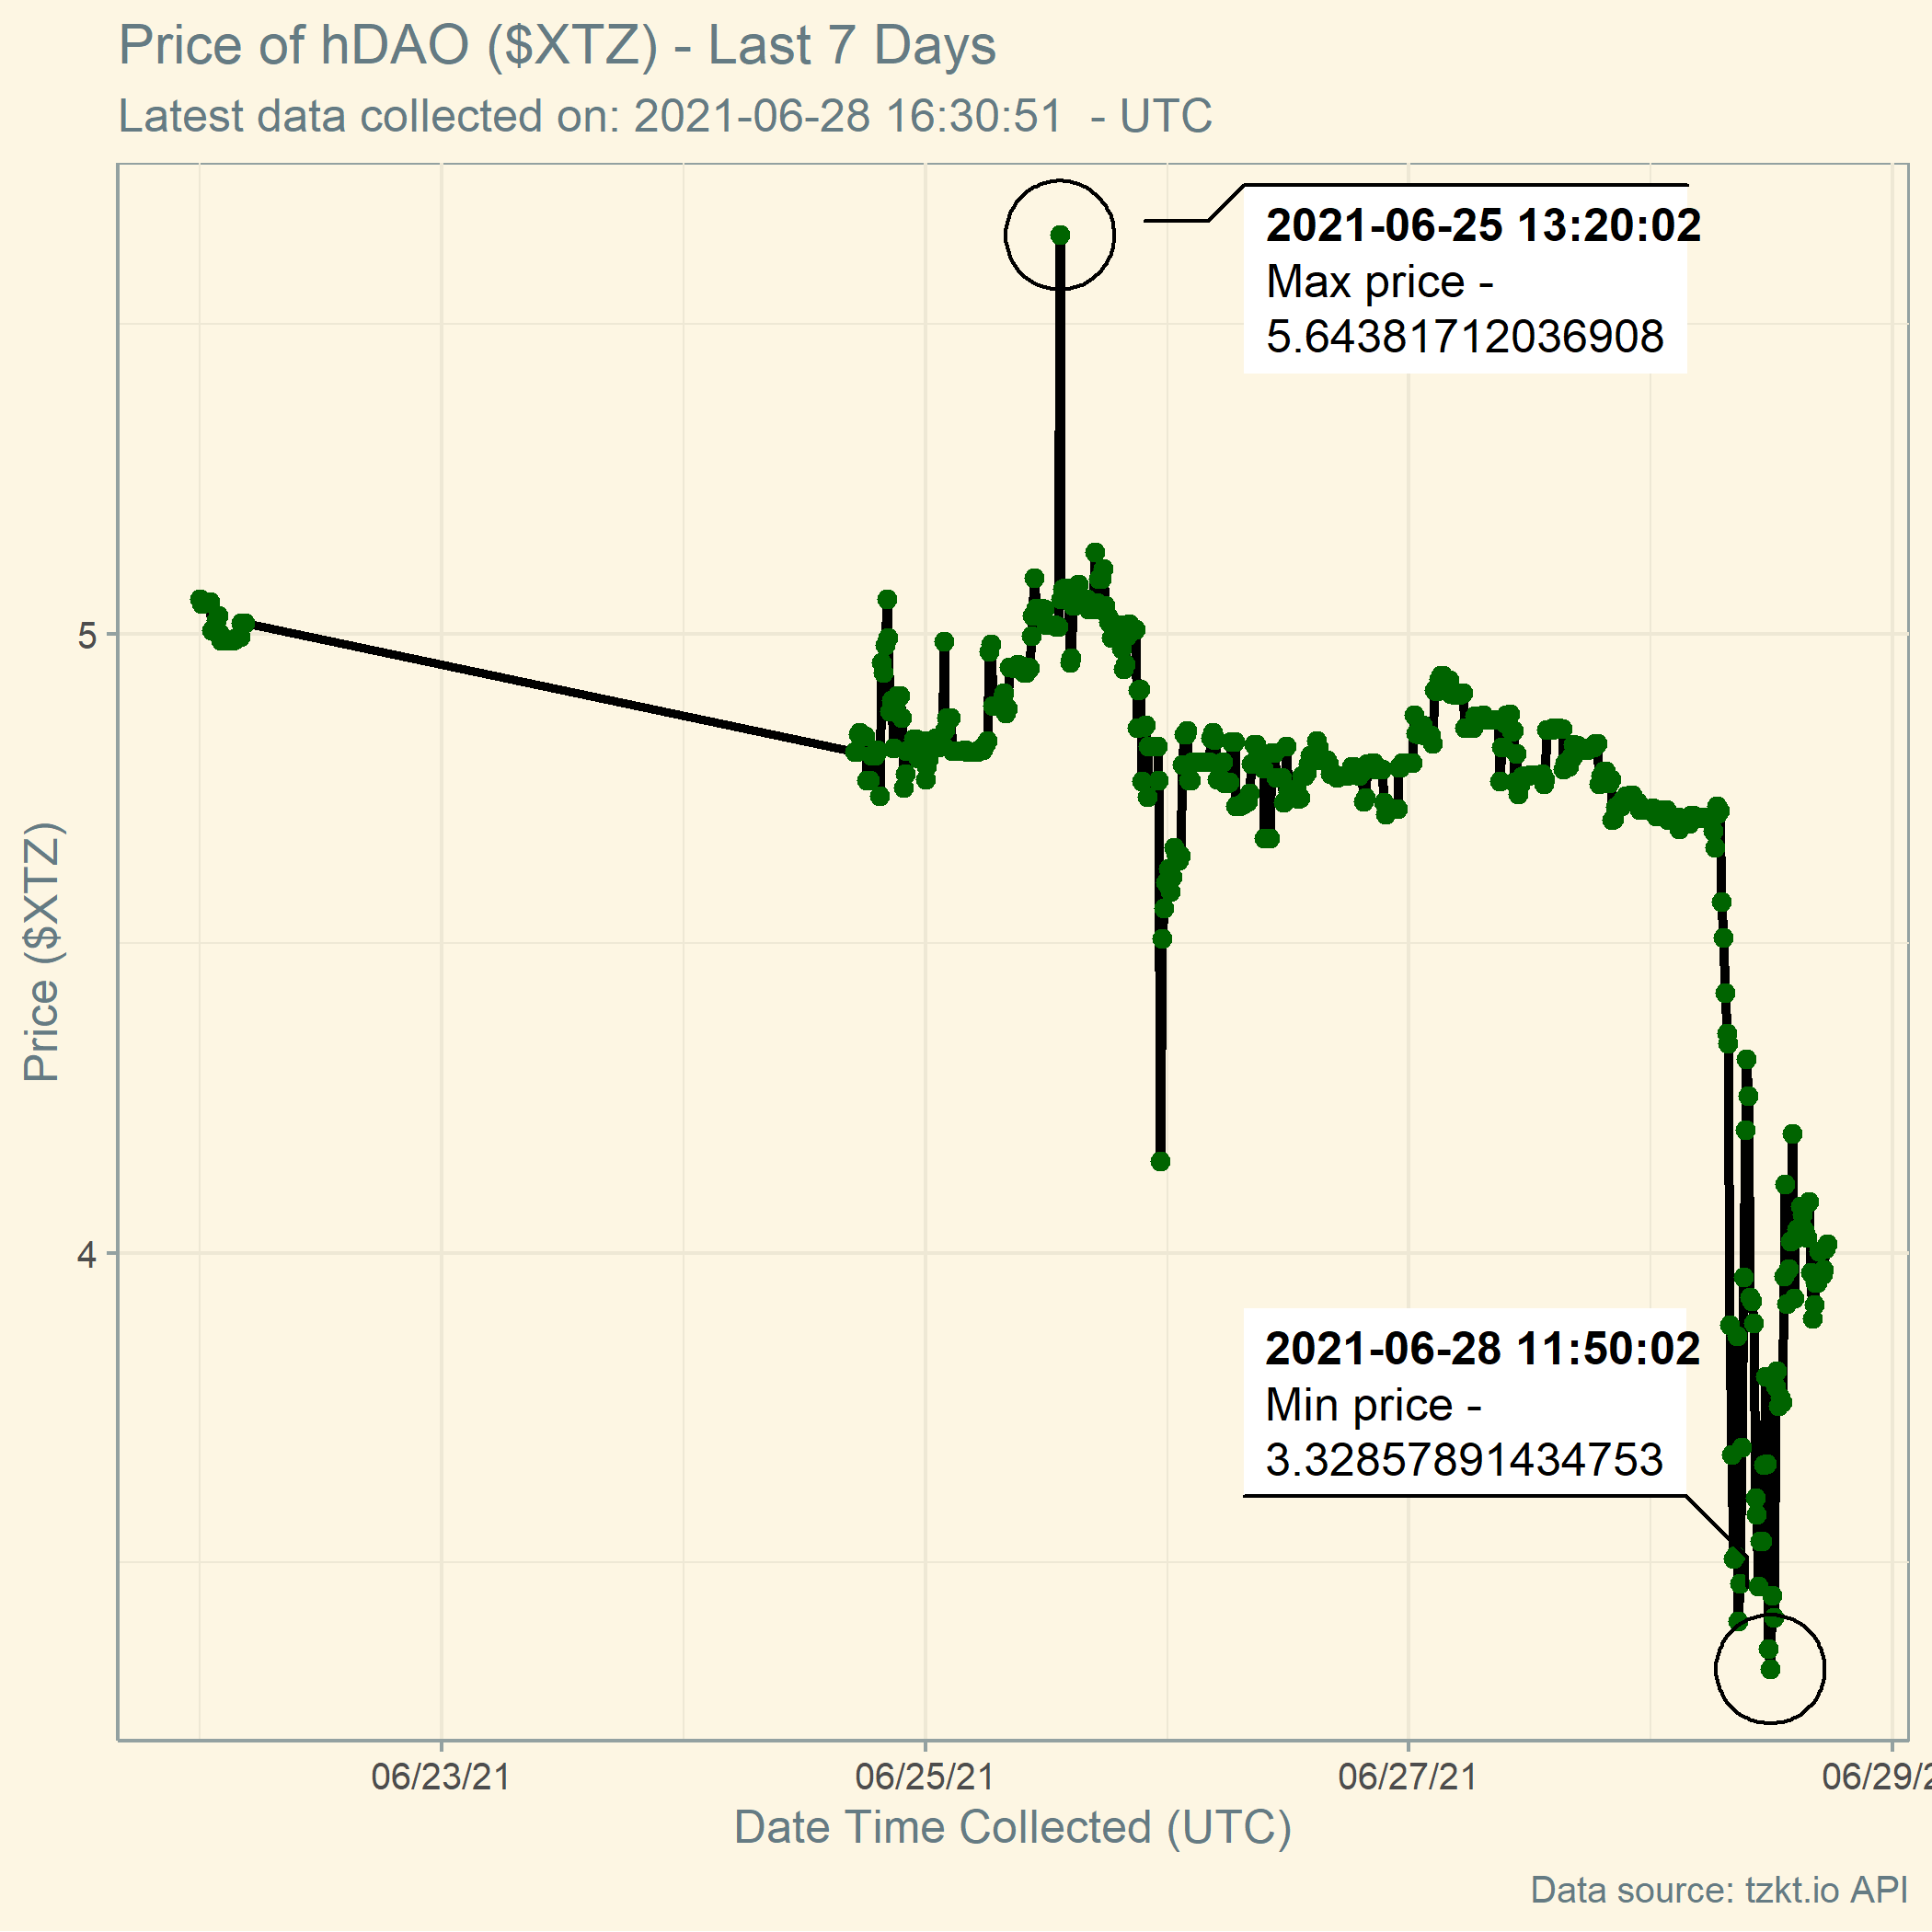 Price of hDAO ($XTZ) - Last 7 Days
Latest data collected on: 2021-06-28 16:30:51 - UTC
2021-06-25 13:20:02
Max price -
5.64381712036908
5
Price ($XTZ)
4
2021-06-28 11:50:02
Min price -
3.32857891434753
06/23/21 06/25/21 06/27/21 06/29/2
Date Time Collected (UTC)
Data source: tzkt.io API